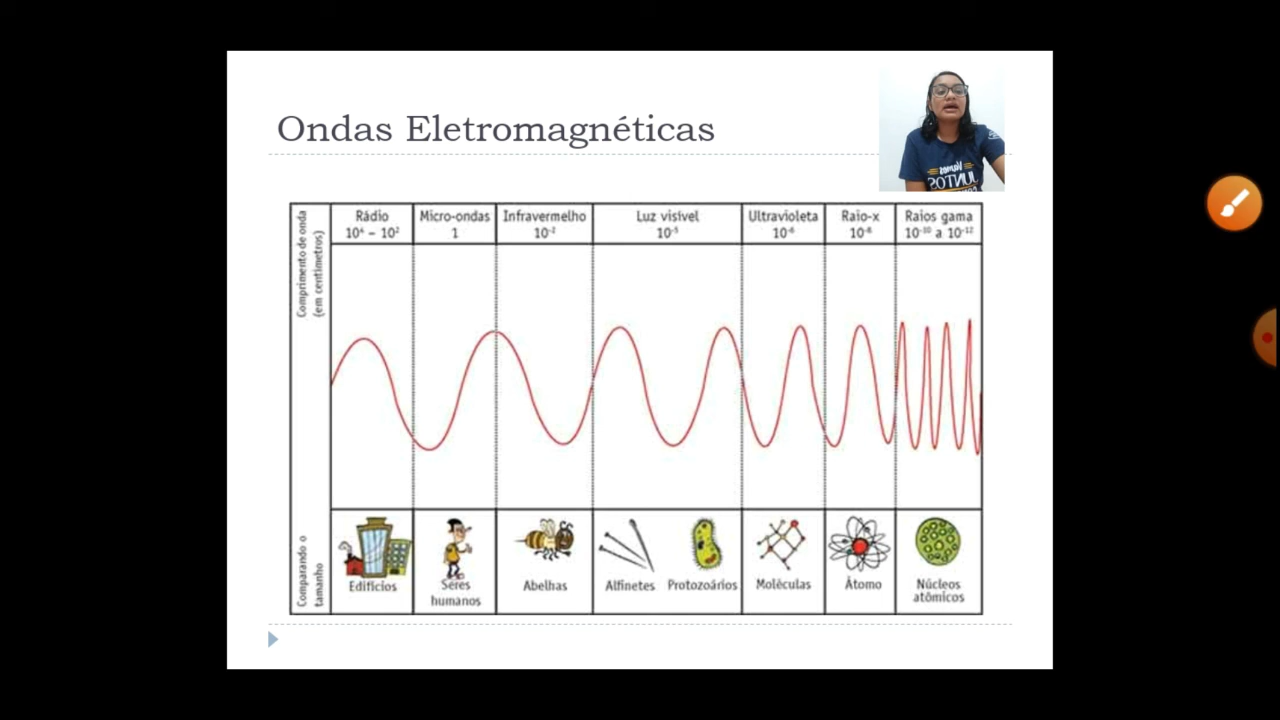 Ondas Eletromagnéticas
Vamos
JUNTOS
Comprimento de onda
(em centímetros)
Rádio
10⁴ – 10²
Micro-ondas
1
Infravermelho
10⁻²
Luz visível
10⁻⁵
Ultravioleta
10⁻⁶
Raio-x
10⁻⁸
Raios gama
10⁻¹⁰ a 10⁻¹²
Comparando o
tamanho
Edifícios
Seres
humanos
Abelhas
Alfinetes
Protozoários
Moléculas
Átomo
Núcleos
atômicos